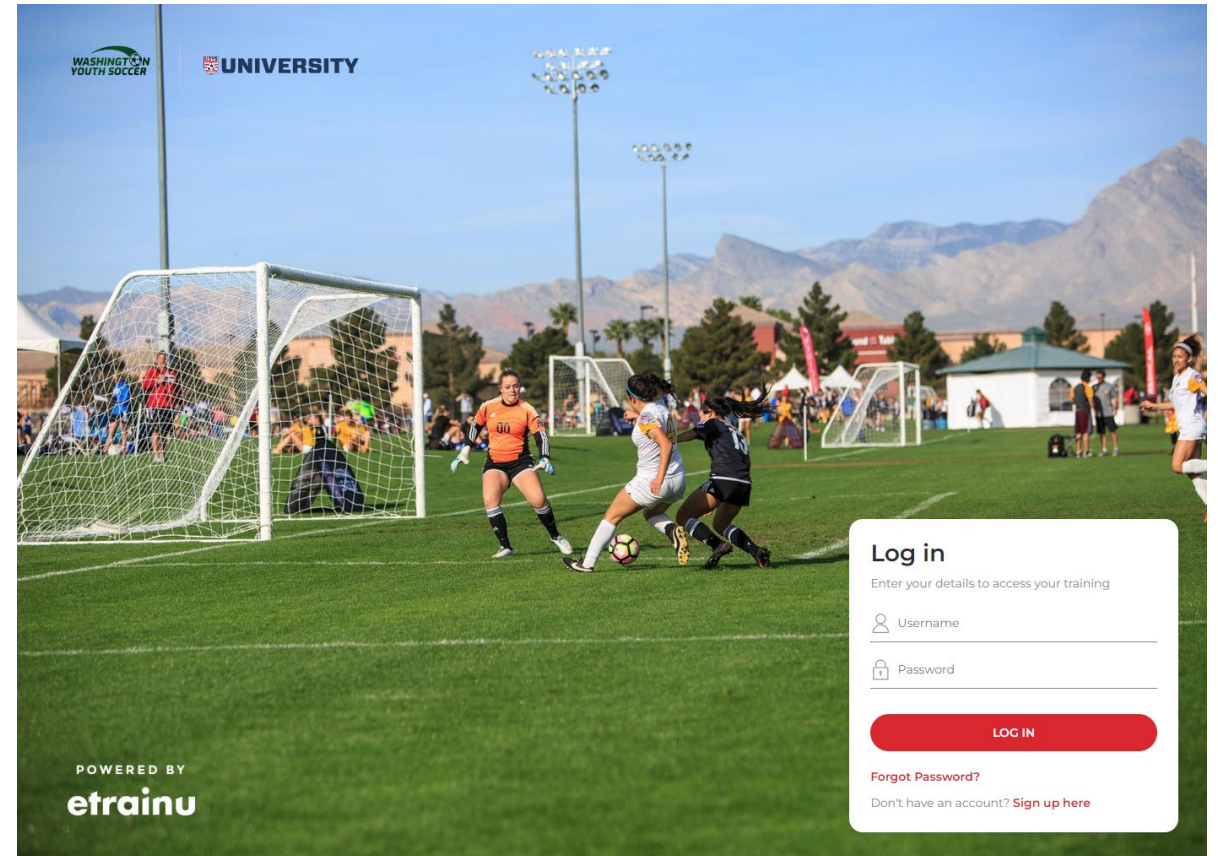 WASHINGTON
YOUTH SOCCER
UNIVERSITY
00
13
Log in
Enter your details to access your training
Username
Password
LOG IN
Forgot Password?
Don't have an account? Sign up here
POWERED BY
etrainu